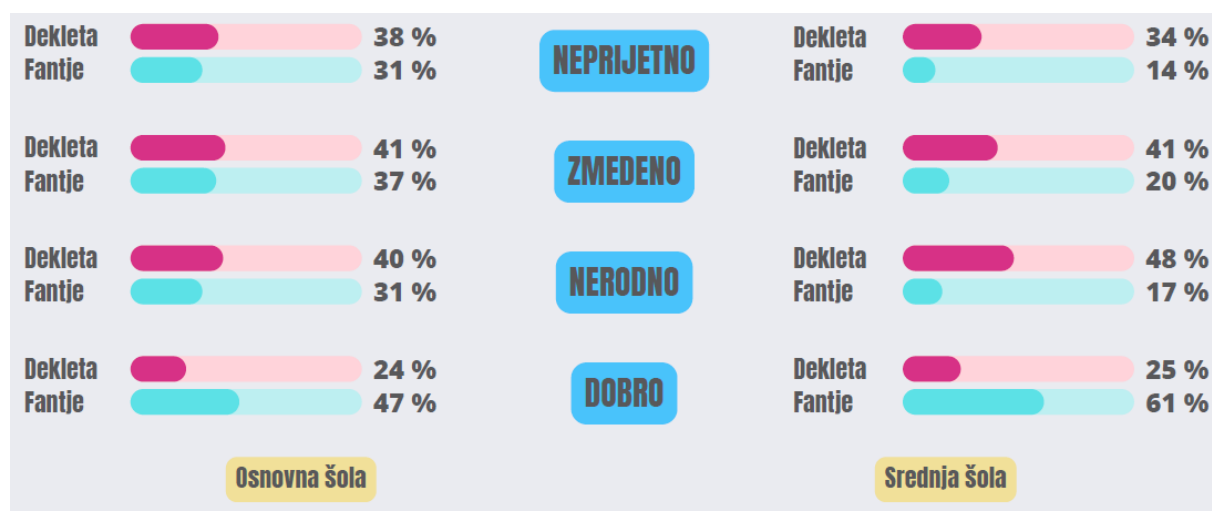 Dekleta 38 %
Fantje 31 %
NEPRIJETNO
Dekleta 34 %
Fantje 14 %
Dekleta 41 %
Fantje 37 %
ZMEDENO
Dekleta 41 %
Fantje 20 %
Dekleta 40 %
Fantje 31 %
NERODNO
Dekleta 48 %
Fantje 17 %
Dekleta 24 %
Fantje 47 %
DOBRO
Dekleta 25 %
Fantje 61 %
Osnovna šola
Srednja šola